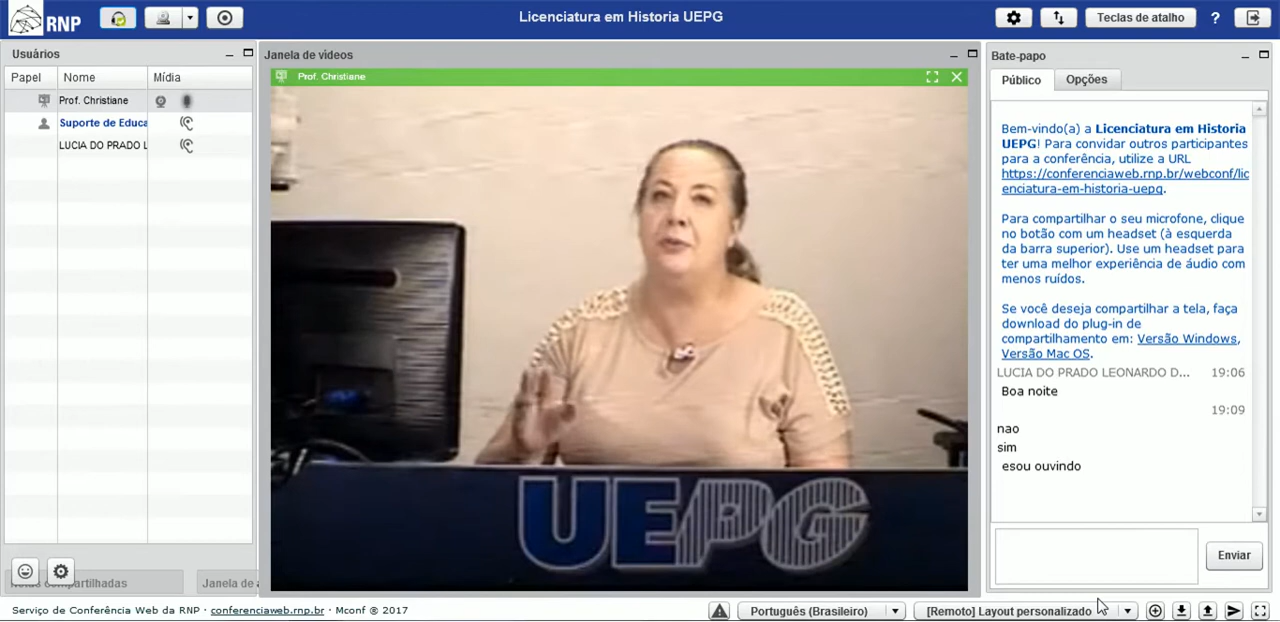 RNP
Licenciatura em Historia UEPG
Teclas de atalho
?
Usuários
Papel Nome Mídia
Prof. Christiane
Suporte de Educa
LUCIA DO PRADO L
Janela de vídeos
Prof. Christiane
UEPG
Bate-papo
Público Opções
Bem-vindo(a) a Licenciatura em Historia
UEPG! Para convidar outros participantes
para a conferência, utilize a URL
https://conferenciaweb.rnp.br/webconf/lic
enciatura-em-historia-uepg.
Para compartilhar o seu microfone, clique
no botão com um headset (à esquerda
da barra superior). Use um headset para
ter uma melhor experiência de áudio com
menos ruídos.
Se você deseja compartilhar a tela, faça
download do plug-in de
compartilhamento em: Versão Windows,
Versão Mac OS.
LUCIA DO PRADO LEONARDO D... 19:06
Boa noite
19:09
nao
sim
esou ouvindo
Enviar
Janela de
Serviço de Conferência Web da RNP · conferenciaweb.rnp.br · Mconf © 2017
Português (Brasileiro)
[Remoto] Layout personalizado